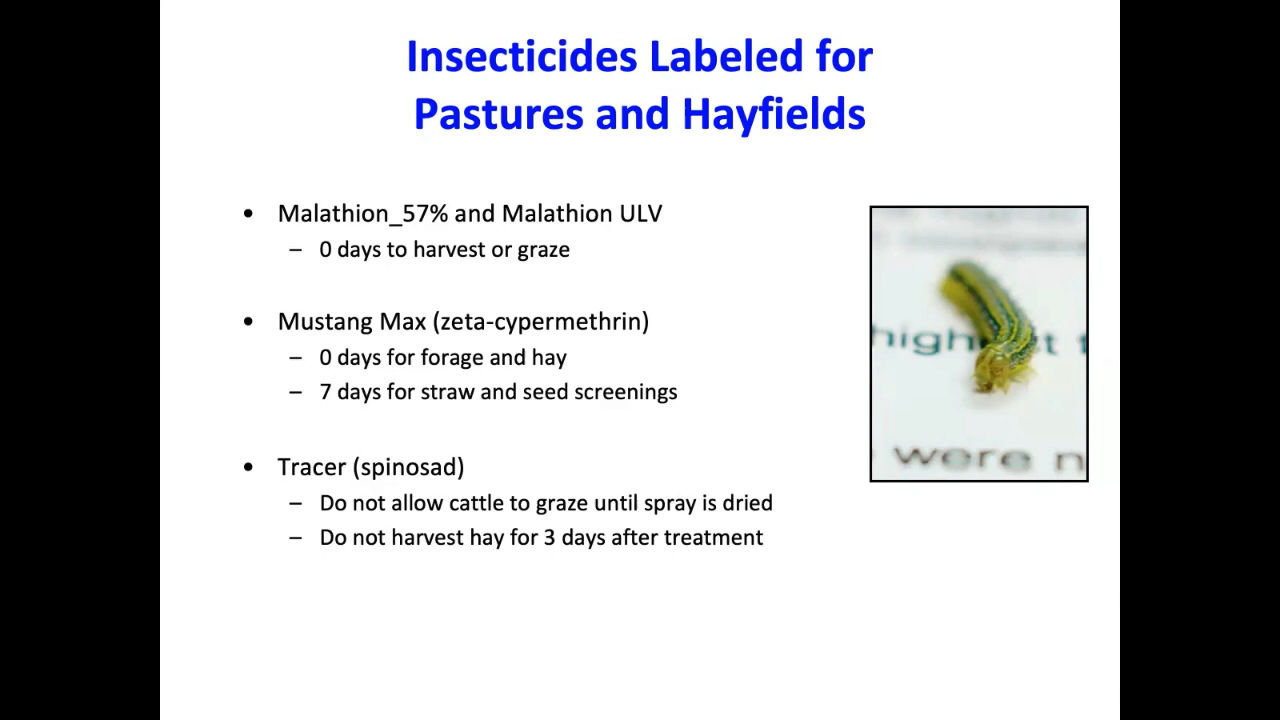 Insecticides Labeled for
Pastures and Hayfields
• Malathion_57% and Malathion ULV
– 0 days to harvest or graze
• Mustang Max (zeta-cypermethrin)
– 0 days for forage and hay
– 7 days for straw and seed screenings
• Tracer (spinosad)
– Do not allow cattle to graze until spray is dried
– Do not harvest hay for 3 days after treatment
were n